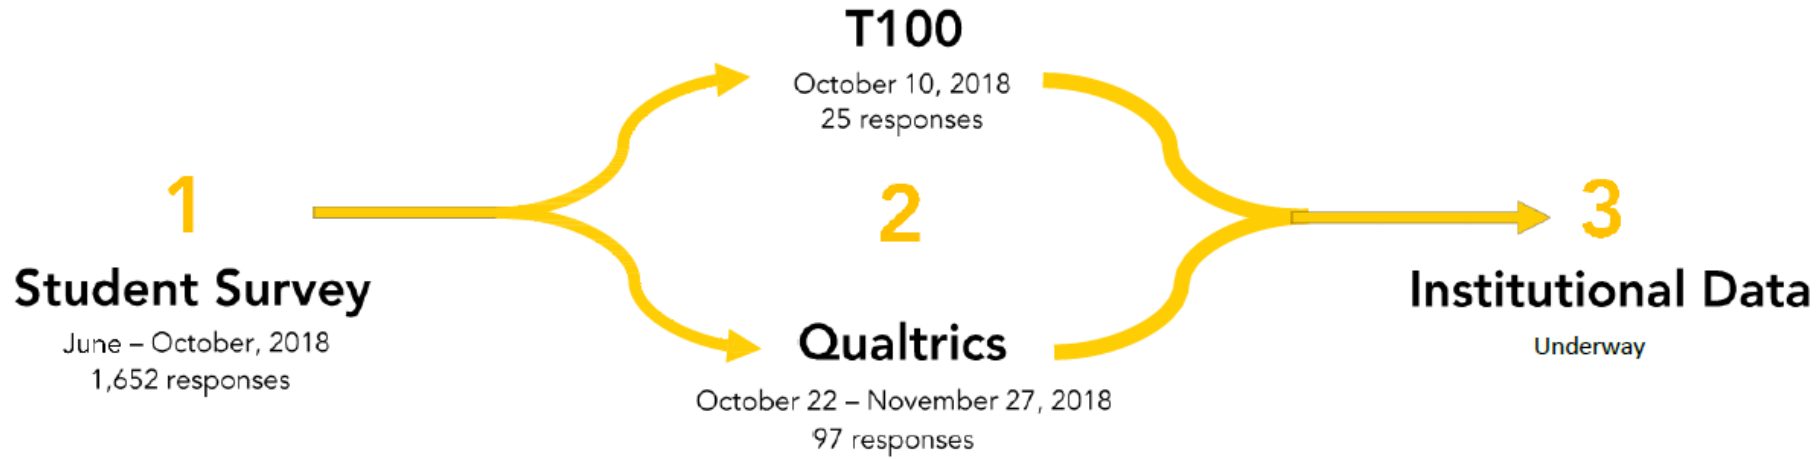 1
Student Survey
June – October, 2018
1,652 responses
2
T100
October 10, 2018
25 responses
Qualtrics
October 22 – November 27, 2018
97 responses
3
Institutional Data
Underway